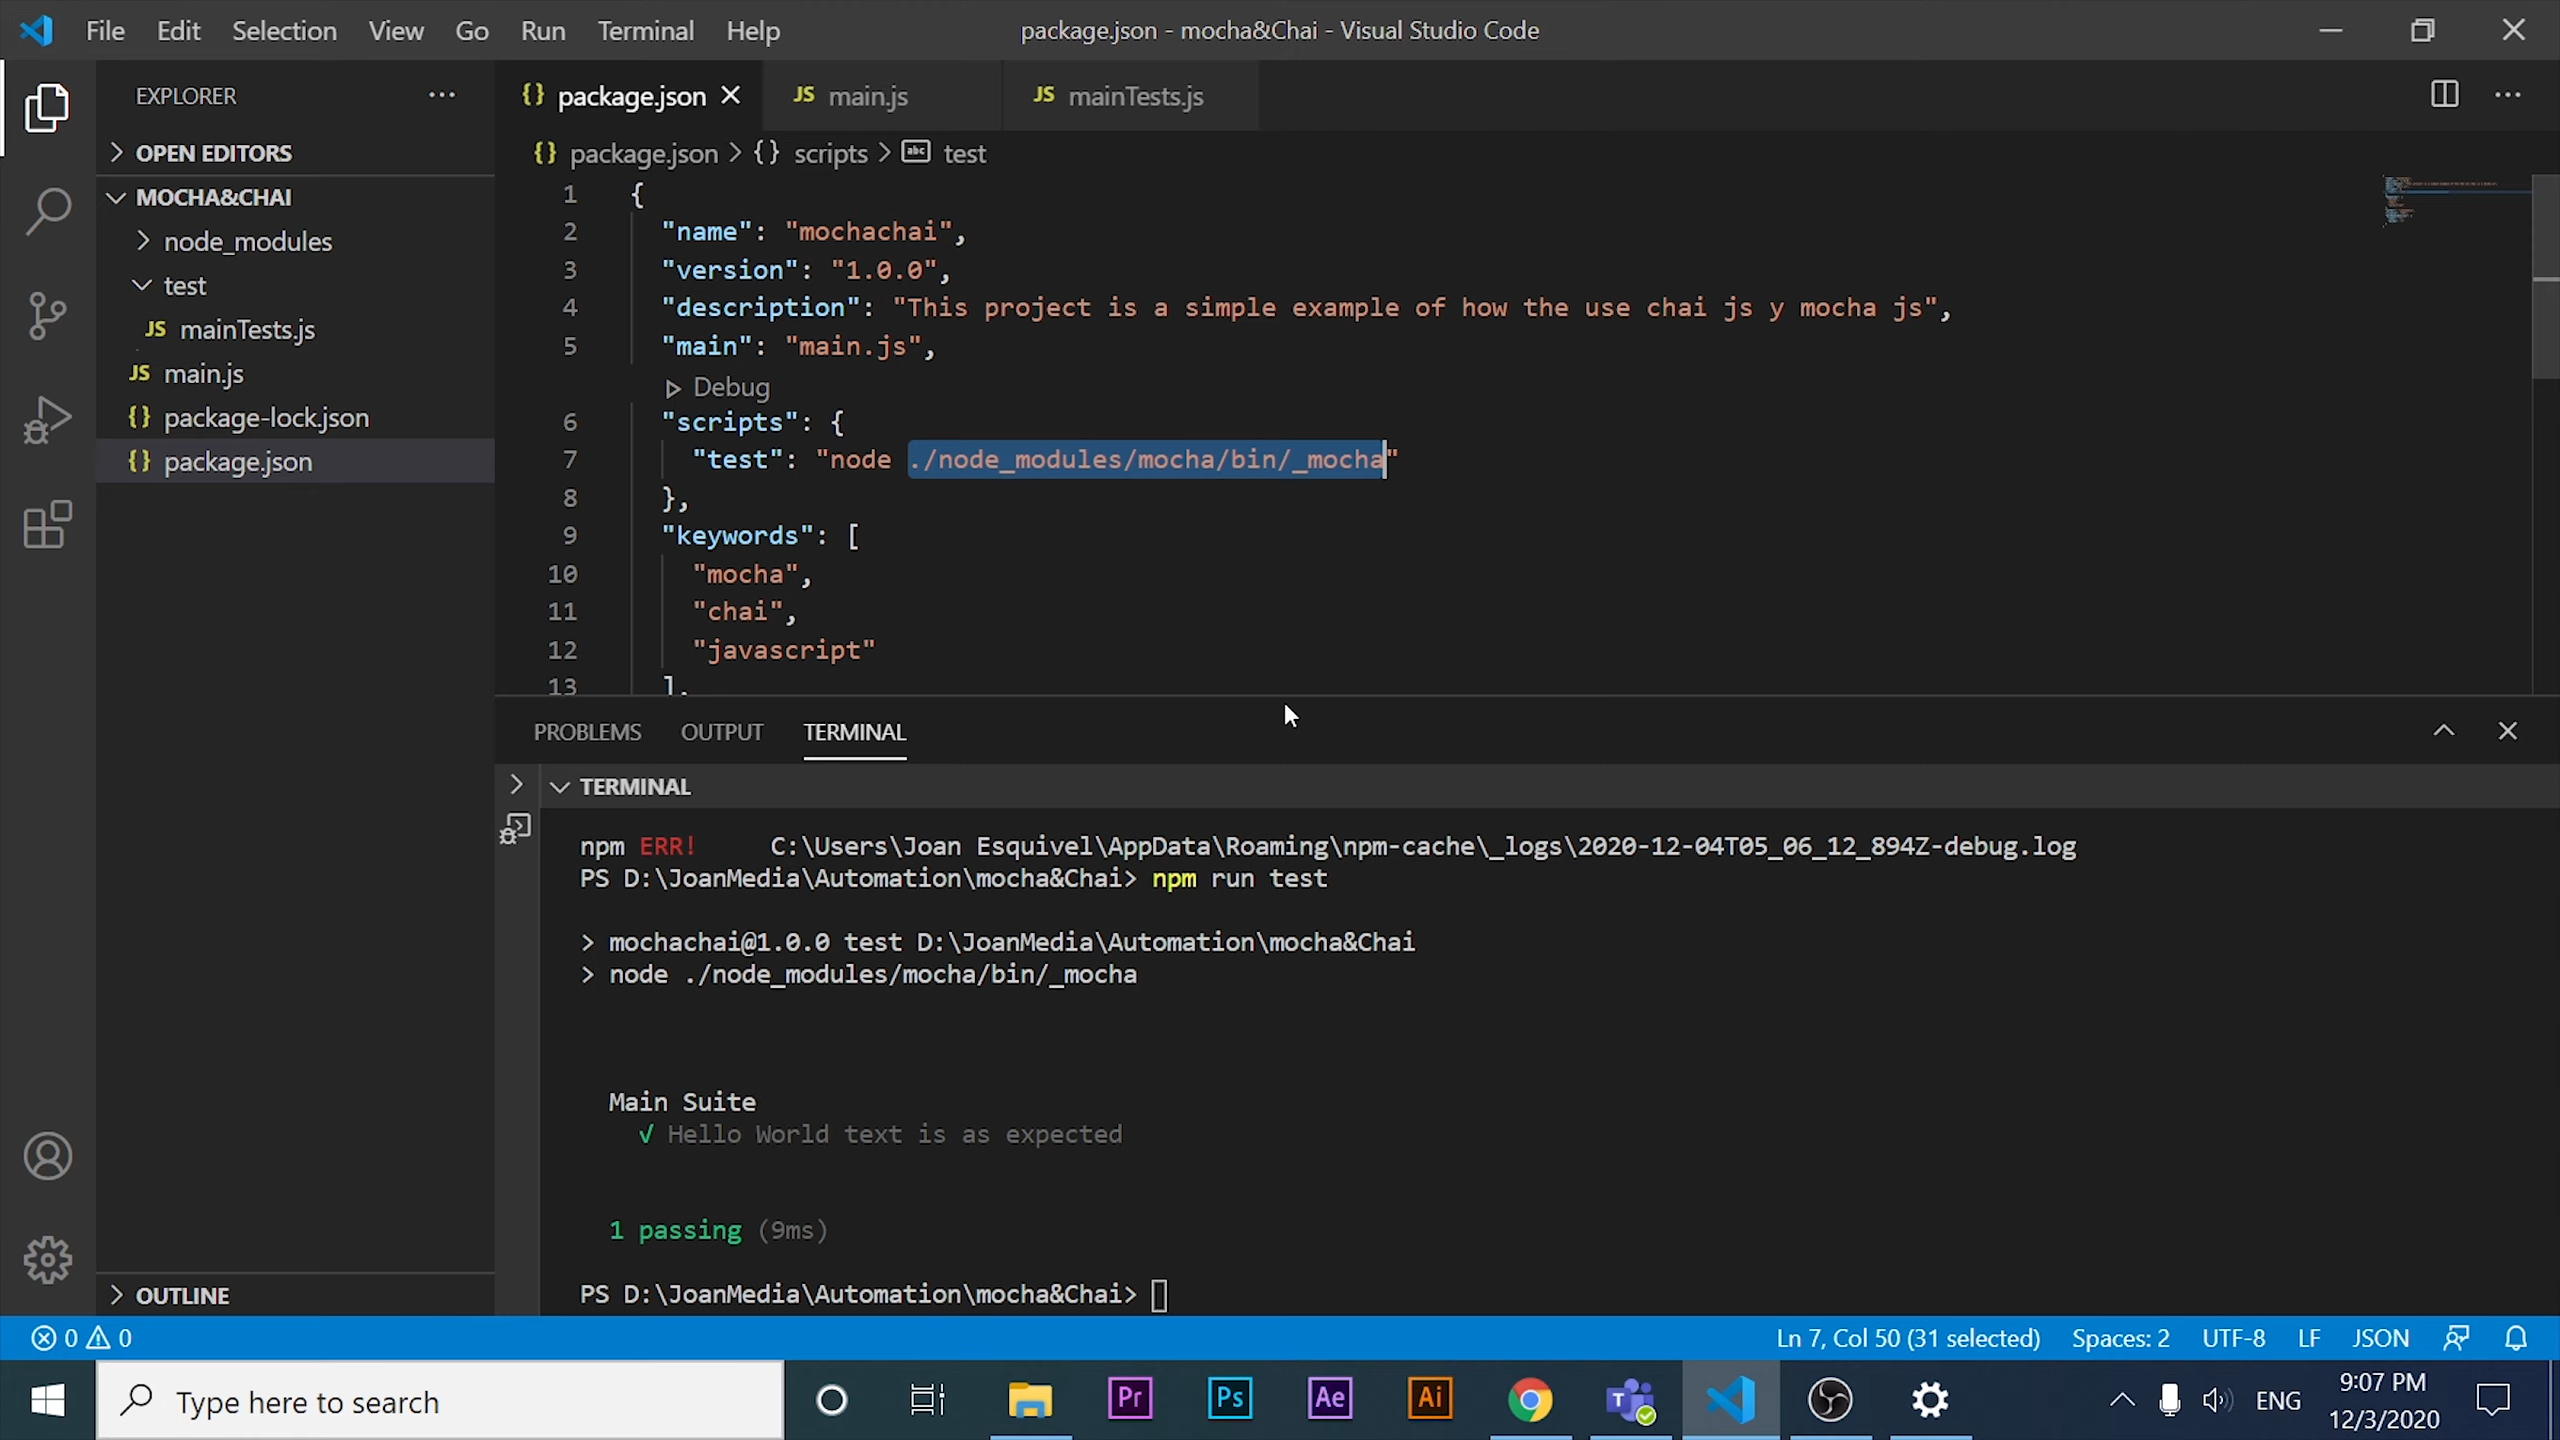 File Edit Selection View Go Run Terminal Help
package.json - mocha&Chai - Visual Studio Code
EXPLORER
OPEN EDITORS
MOCHA&CHAI
node_modules
test
JS mainTests.js
JS main.js
{} package-lock.json
{} package.json
OUTLINE
{} package.json
JS main.js
JS mainTests.js
{} package.json > {} scripts > abc test
1 {
2 "name": "mochachai",
3 "version": "1.0.0",
4 "description": "This project is a simple example of how the use chai js y mocha js",
5 "main": "main.js",
Debug
6 "scripts": {
7 "test": "node ./node_modules/mocha/bin/_mocha"
8 },
9 "keywords": [
10 "mocha",
11 "chai",
12 "javascript"
13 ],
PROBLEMS OUTPUT TERMINAL
TERMINAL
npm ERR! C:\Users\Joan Esquivel\AppData\Roaming\npm-cache\_logs\2020-12-04T05_06_12_894Z-debug.log
PS D:\JoanMedia\Automation\mocha&Chai> npm run test
> mochachai@1.0.0 test D:\JoanMedia\Automation\mocha&Chai
> node ./node_modules/mocha/bin/_mocha
Main Suite
√ Hello World text is as expected
1 passing (9ms)
PS D:\JoanMedia\Automation\mocha&Chai>
0 0
Ln 7, Col 50 (31 selected) Spaces: 2 UTF-8 LF JSON
Type here to search
Pr
Ps
Ae
Ai
T
ENG
9:07 PM
12/3/2020